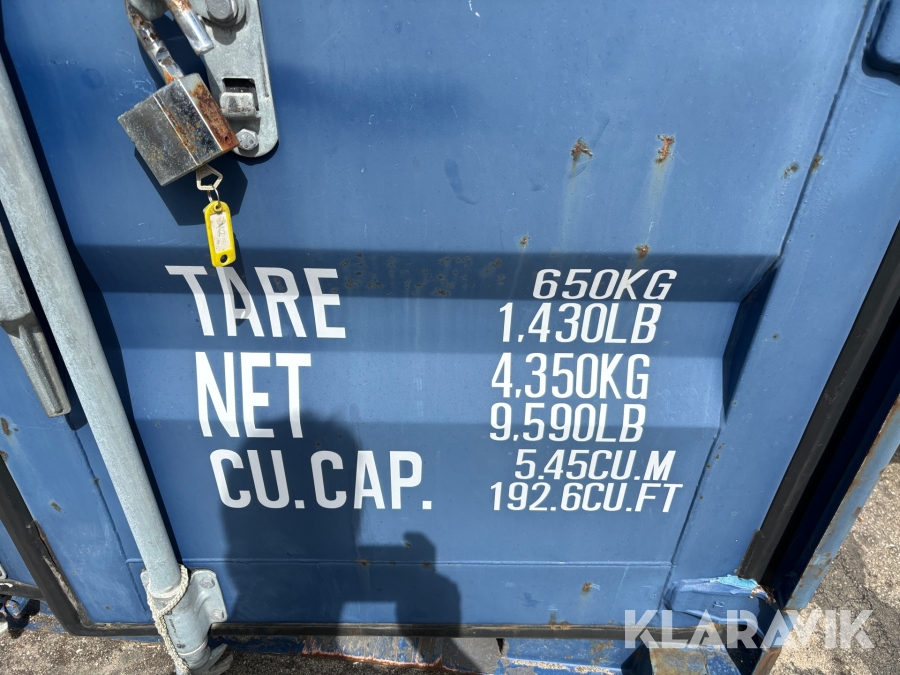 TARE 650KG
1,430LB
NET 4,350KG
9,590LB
CU.CAP. 5.45CU.M
192.6CU.FT
KLARAVIK